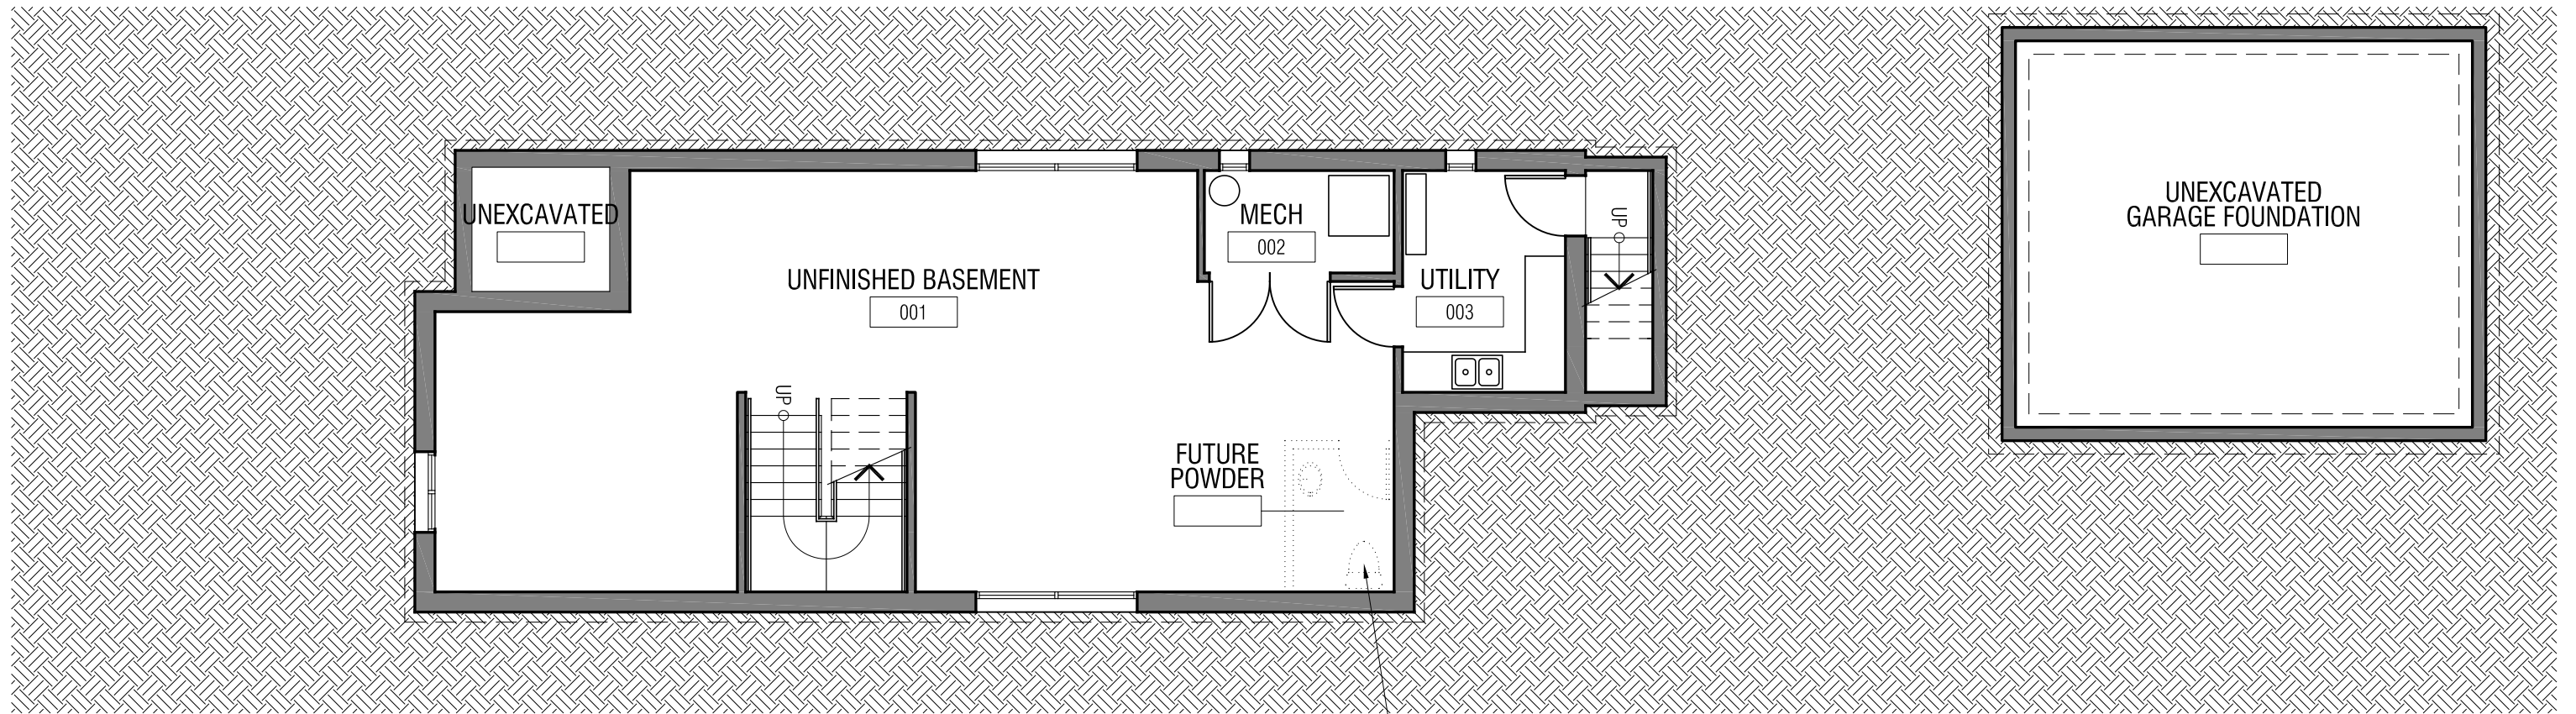 UNEXCAVATED
UNFINISHED BASEMENT
001
MECH
002
UTILITY
003
UP
UP
FUTURE
POWDER
UNEXCAVATED
GARAGE FOUNDATION